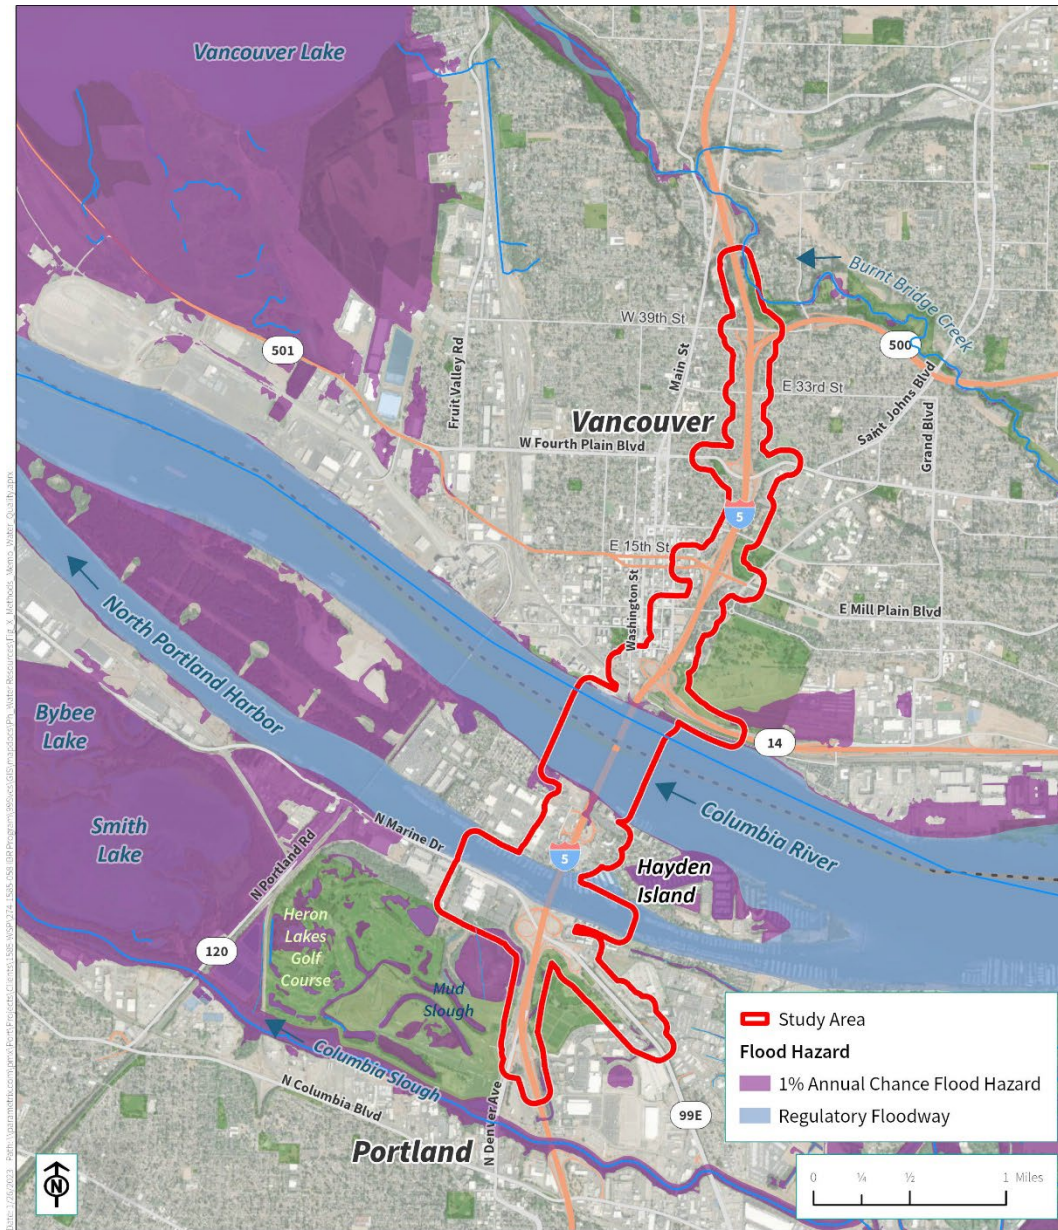 Vancouver Lake
Burnt Bridge Creek
W 39th St
501
500
Main St
Fruit Valley Rd
E 33rd St
Saint Johns Blvd
Grand Blvd
Vancouver
W Fourth Plain Blvd
5
E 15th St
Washington St
E Mill Plain Blvd
North Portland Harbor
Bybee
Lake
14
Smith
Lake
N Marine Dr
Columbia River
5
Hayden
Island
N Portland Rd
Heron
Lakes
Golf
Course
120
Mud
Slough
Columbia Slough
N Columbia Blvd
N Denver Ave
99E
Portland
Study Area
Flood Hazard
1% Annual Chance Flood Hazard
Regulatory Floodway
N
0 ¼ ½ 1 Miles